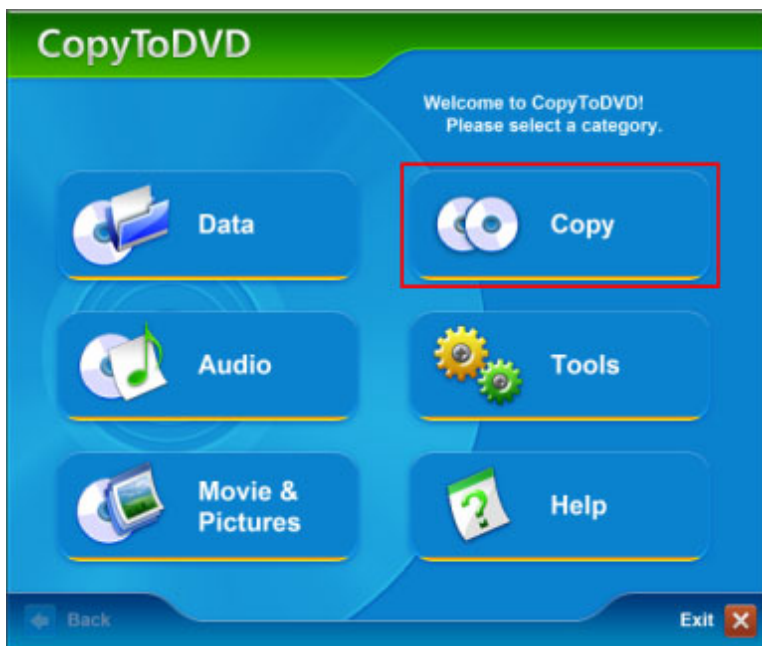 CopyToDVD
Welcome to CopyToDVD!
Please select a category.
Data
Copy
Audio
Tools
Movie &
Pictures
Help
Back
Exit